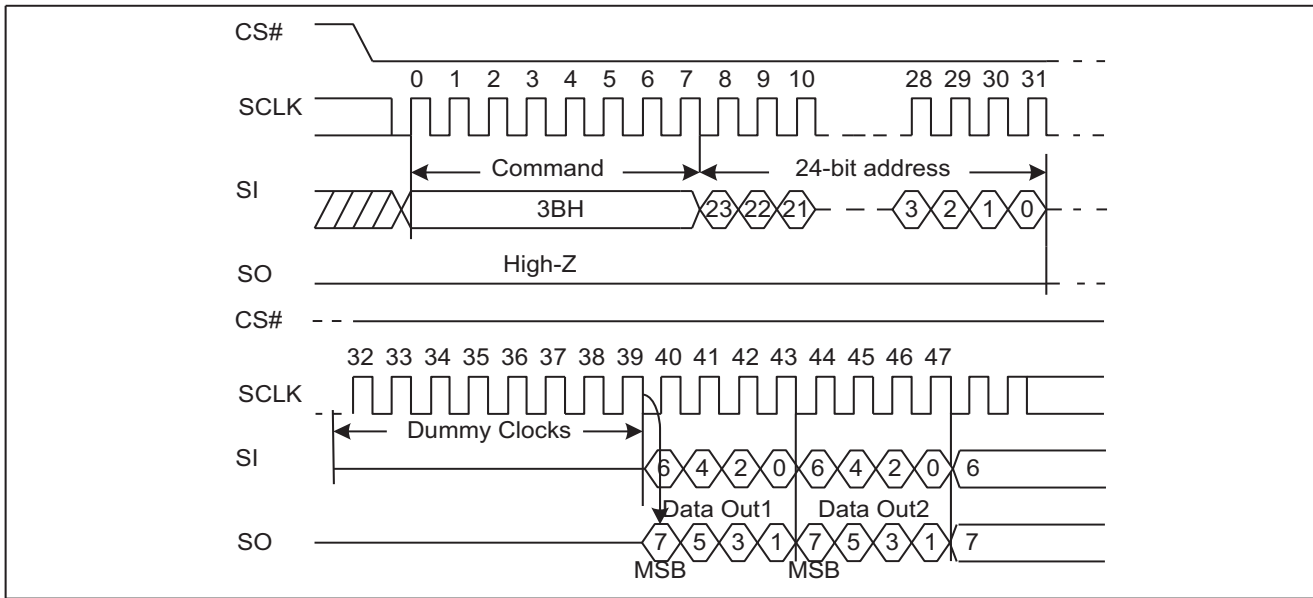 CS#
0 1 2 3 4 5 6 7 8 9 10 28 29 30 31
SCLK
Command 24-bit address
SI
3BH 23 22 21 3 2 1 0
High-Z
SO
CS#
32 33 34 35 36 37 38 39 40 41 42 43 44 45 46 47
SCLK
Dummy Clocks
SI
6 4 2 0 6 4 2 0 6
Data Out1 Data Out2
SO
7 5 3 1 7 5 3 1 7
MSB MSB